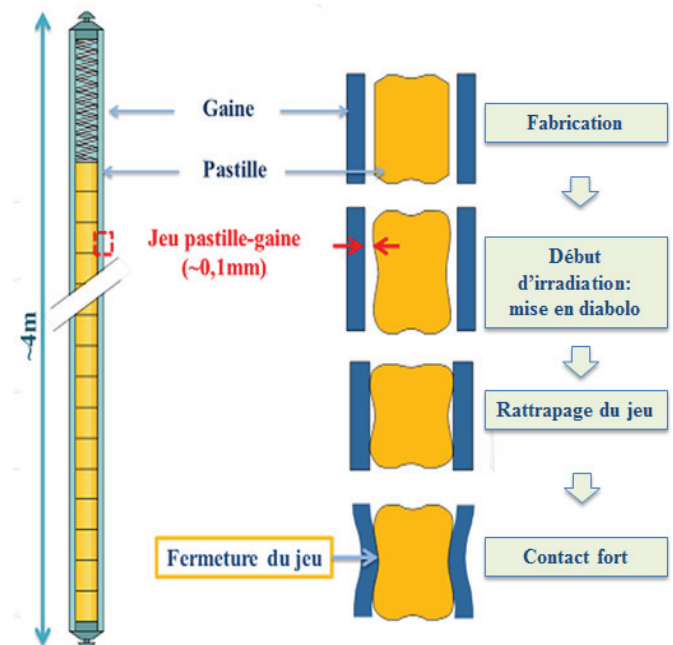 ~4m
Gaine
Pastille
Jeu pastille-gaine
(~0,1mm)
Fermeture du jeu
Fabrication
Début
d'irradiation:
mise en diabolo
Rattrapage du jeu
Contact fort